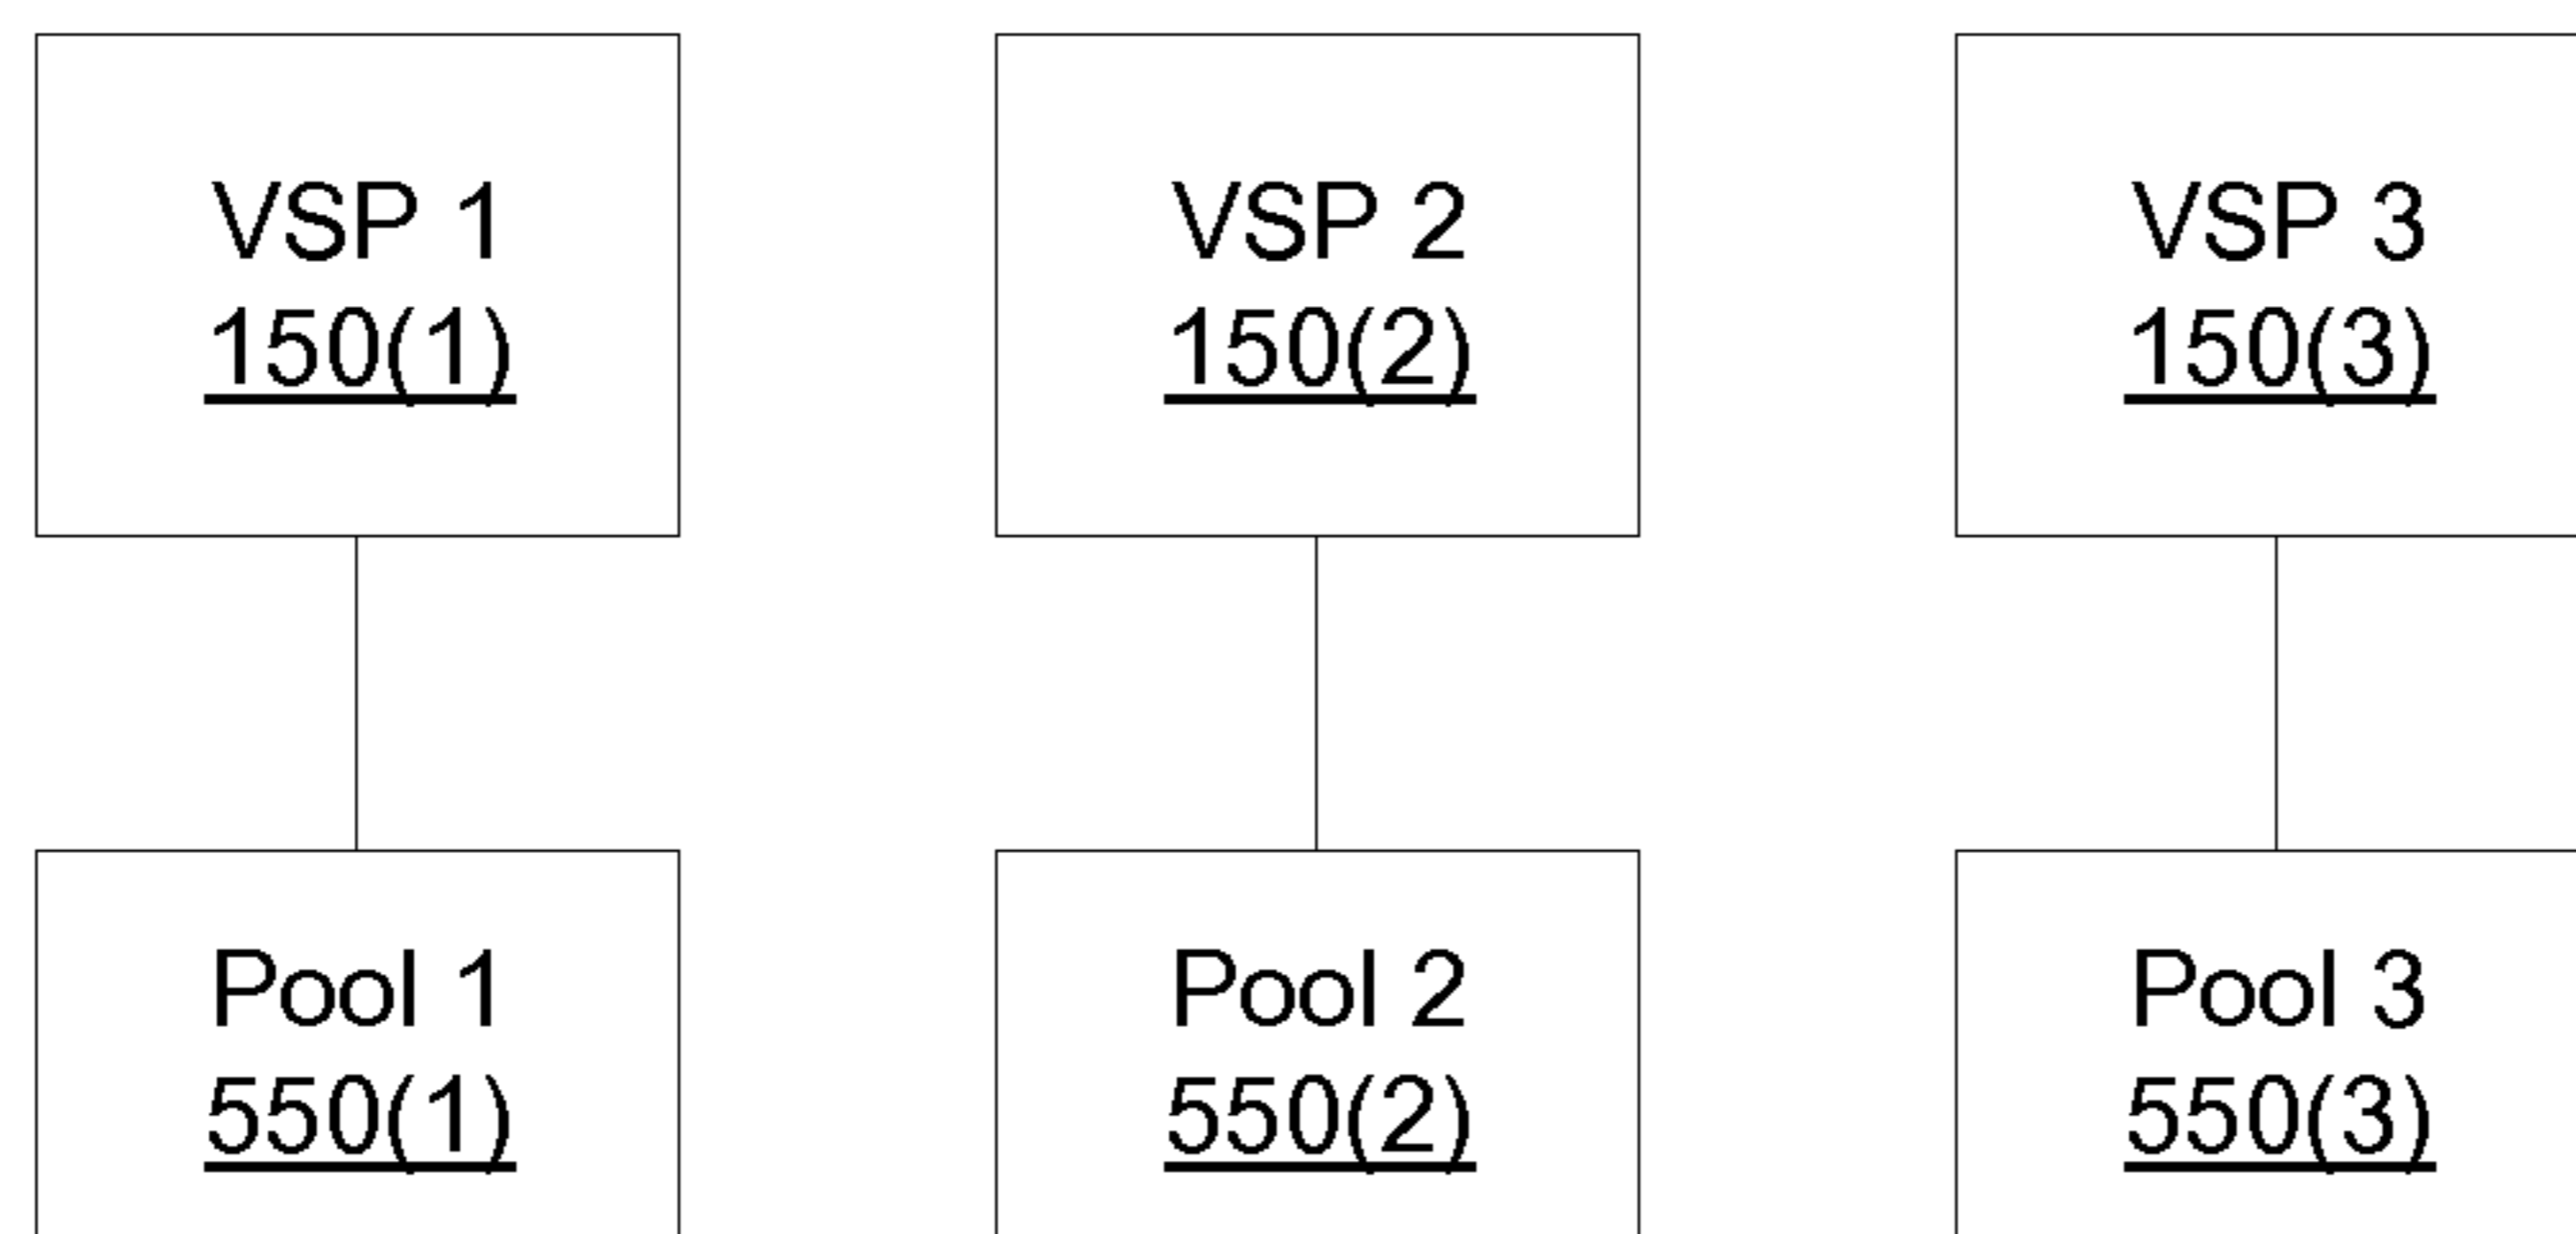 VSP 1
150(1)
VSP 2
150(2)
VSP 3
150(3)
Pool 1
550(1)
Pool 2
550(2)
Pool 3
550(3)